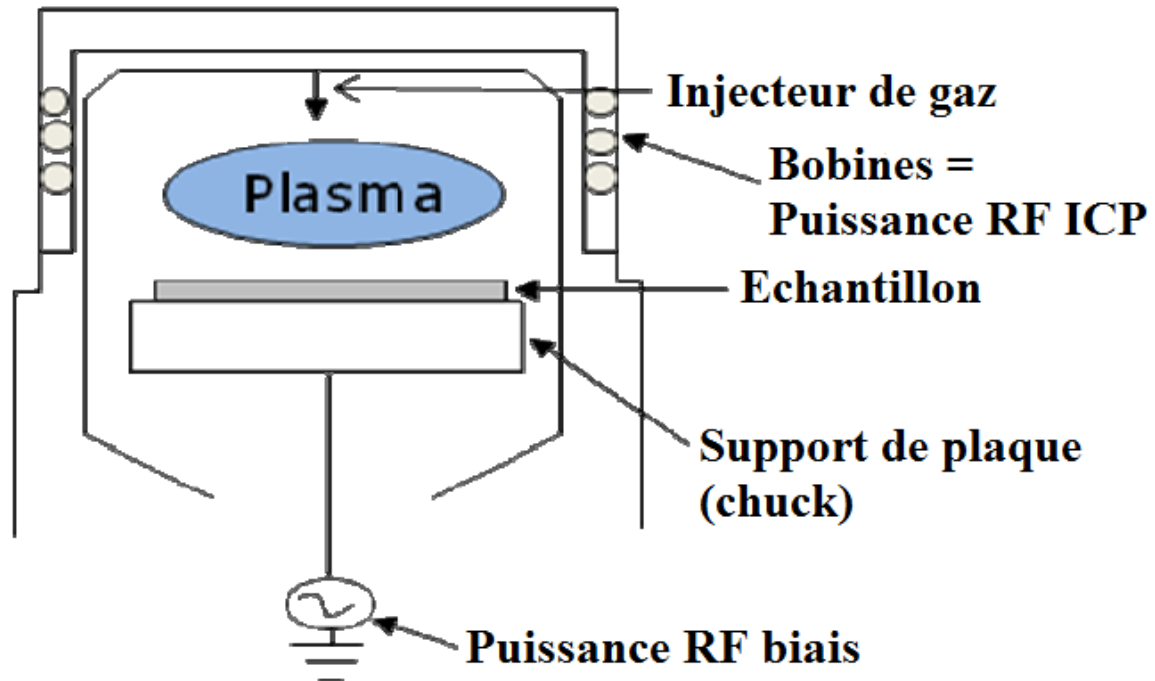 Injecteur de gaz
Bobines =
Puissance RF ICP
Plasma
Echantillon
Support de plaque
(chuck)
Puissance RF biais